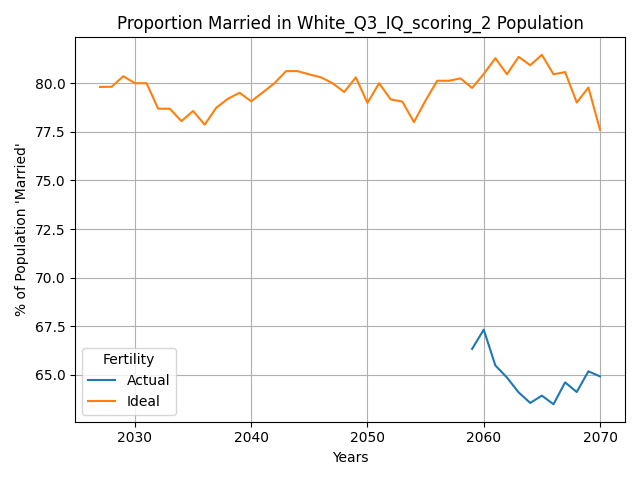 Proportion Married in White_Q3_IQ_scoring_2 Population
% of Population 'Married'
80.0
77.5
75.0
72.5
70.0
67.5
65.0
Fertility
Actual
Ideal
2030 2040 2050 2060 2070
Years